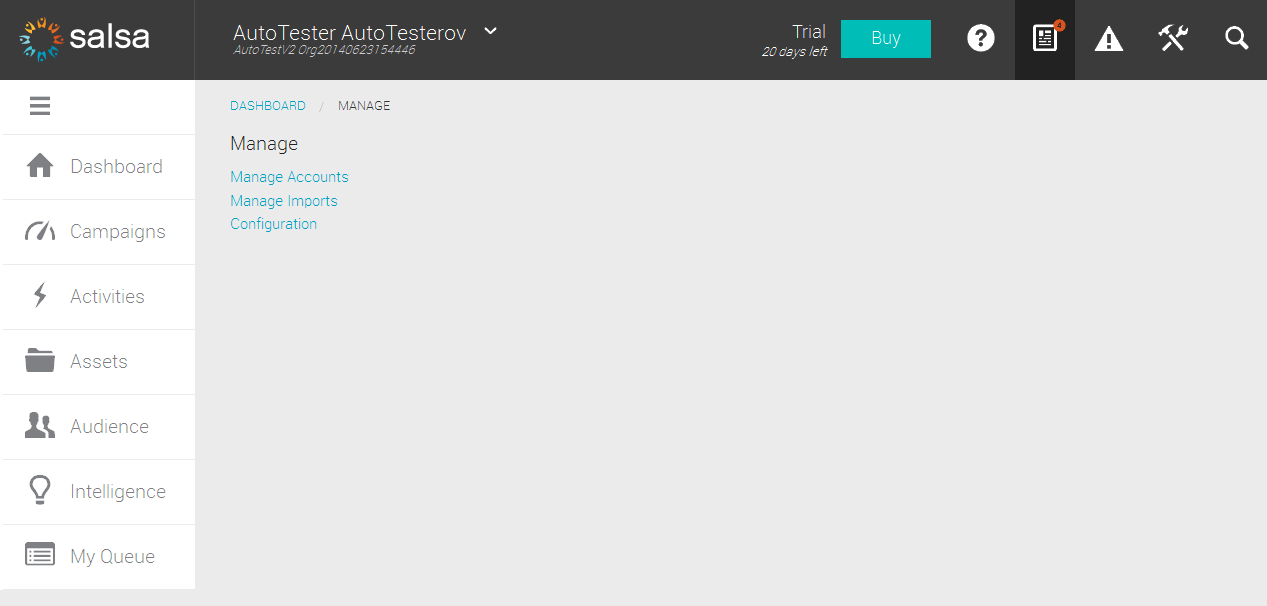 salsa
AutoTester AutoTesterov
AutoTestV2 Org20140623154446
Trial
20 days left
Buy
4
DASHBOARD / MANAGE
Manage
Manage Accounts
Manage Imports
Configuration
Dashboard
Campaigns
Activities
Assets
Audience
Intelligence
My Queue